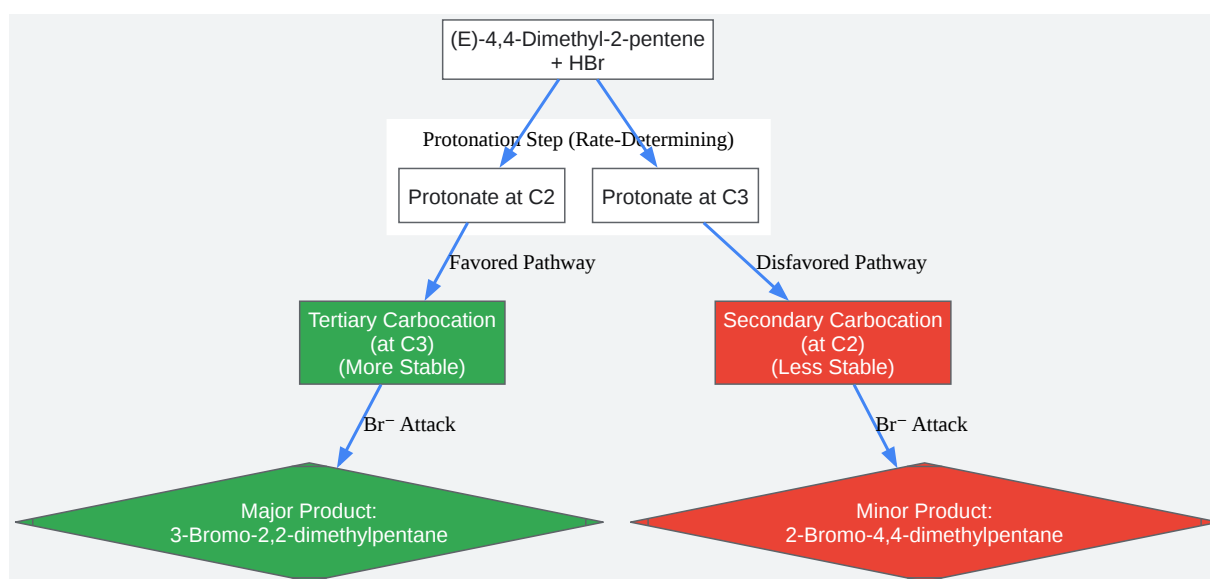 (E)-4,4-Dimethyl-2-pentene
+ HBr
Protonation Step (Rate-Determining)
Protonate at C2
Protonate at C3
Favored Pathway
Disfavored Pathway
Tertiary Carbocation
(at C3)
(More Stable)
Secondary Carbocation
(at C2)
(Less Stable)
Br⁻ Attack
Br⁻ Attack
Major Product:
3-Bromo-2,2-dimethylpentane
Minor Product:
2-Bromo-4,4-dimethylpentane